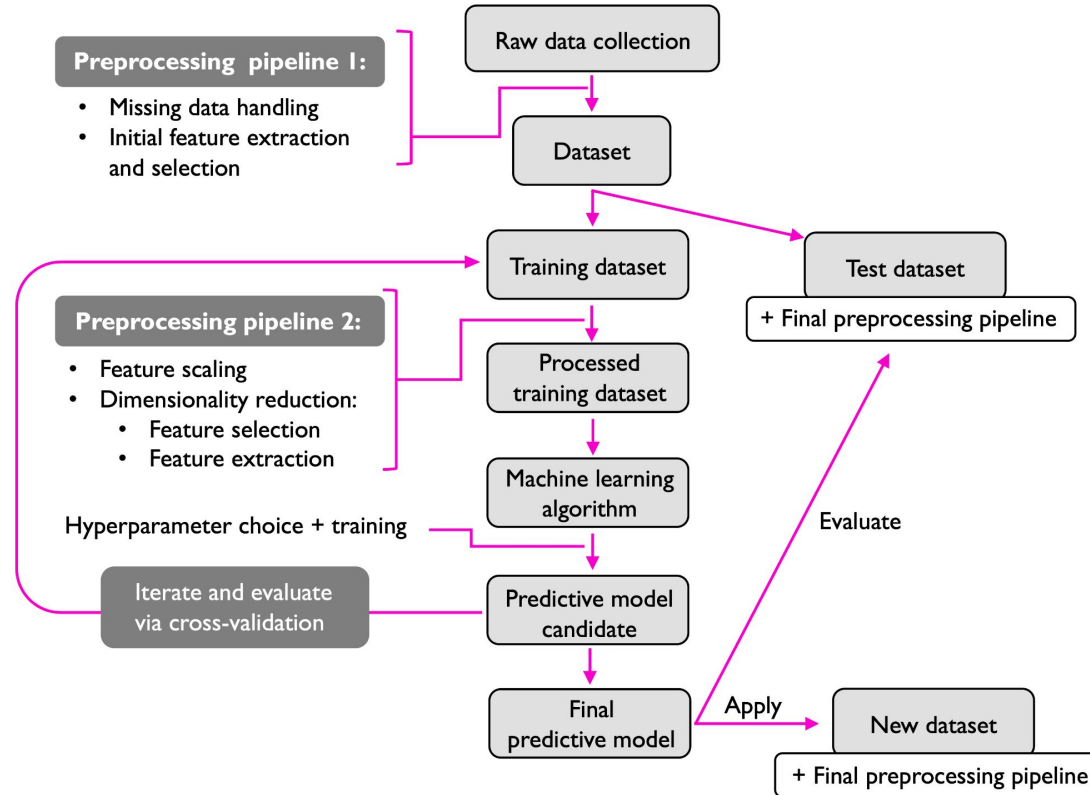 Raw data collection
Preprocessing pipeline 1:
• Missing data handling
• Initial feature extraction
and selection
Dataset
Training dataset
Test dataset
+ Final preprocessing pipeline
Preprocessing pipeline 2:
• Feature scaling
• Dimensionality reduction:
• Feature selection
• Feature extraction
Processed
training dataset
Machine learning
algorithm
Hyperparameter choice + training
Evaluate
Iterate and evaluate
via cross-validation
Predictive model
candidate
Final
predictive model
Apply
New dataset
+ Final preprocessing pipeline